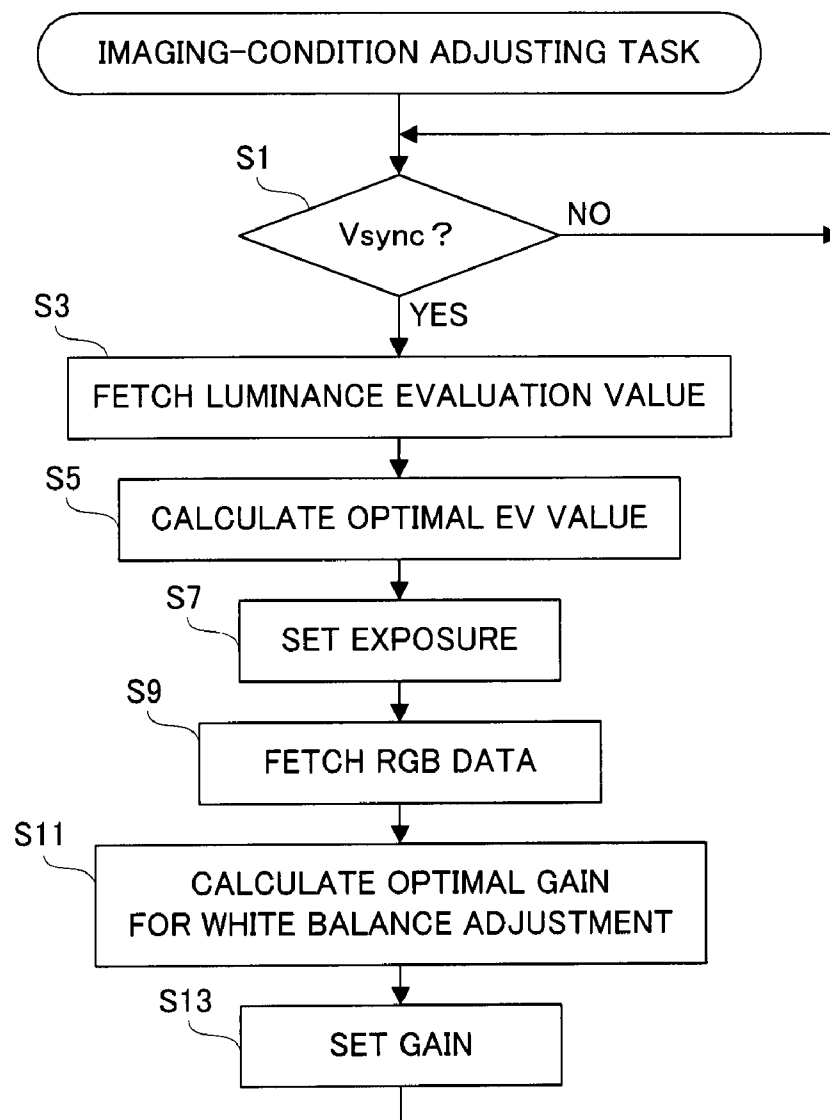 IMAGING-CONDITION ADJUSTING TASK
S1
Vsync?
NO
YES
S3
FETCH LUMINANCE EVALUATION VALUE
S5
CALCULATE OPTIMAL EV VALUE
S7
SET EXPOSURE
S9
FETCH RGB DATA
S11
CALCULATE OPTIMAL GAIN
FOR WHITE BALANCE ADJUSTMENT
S13
SET GAIN